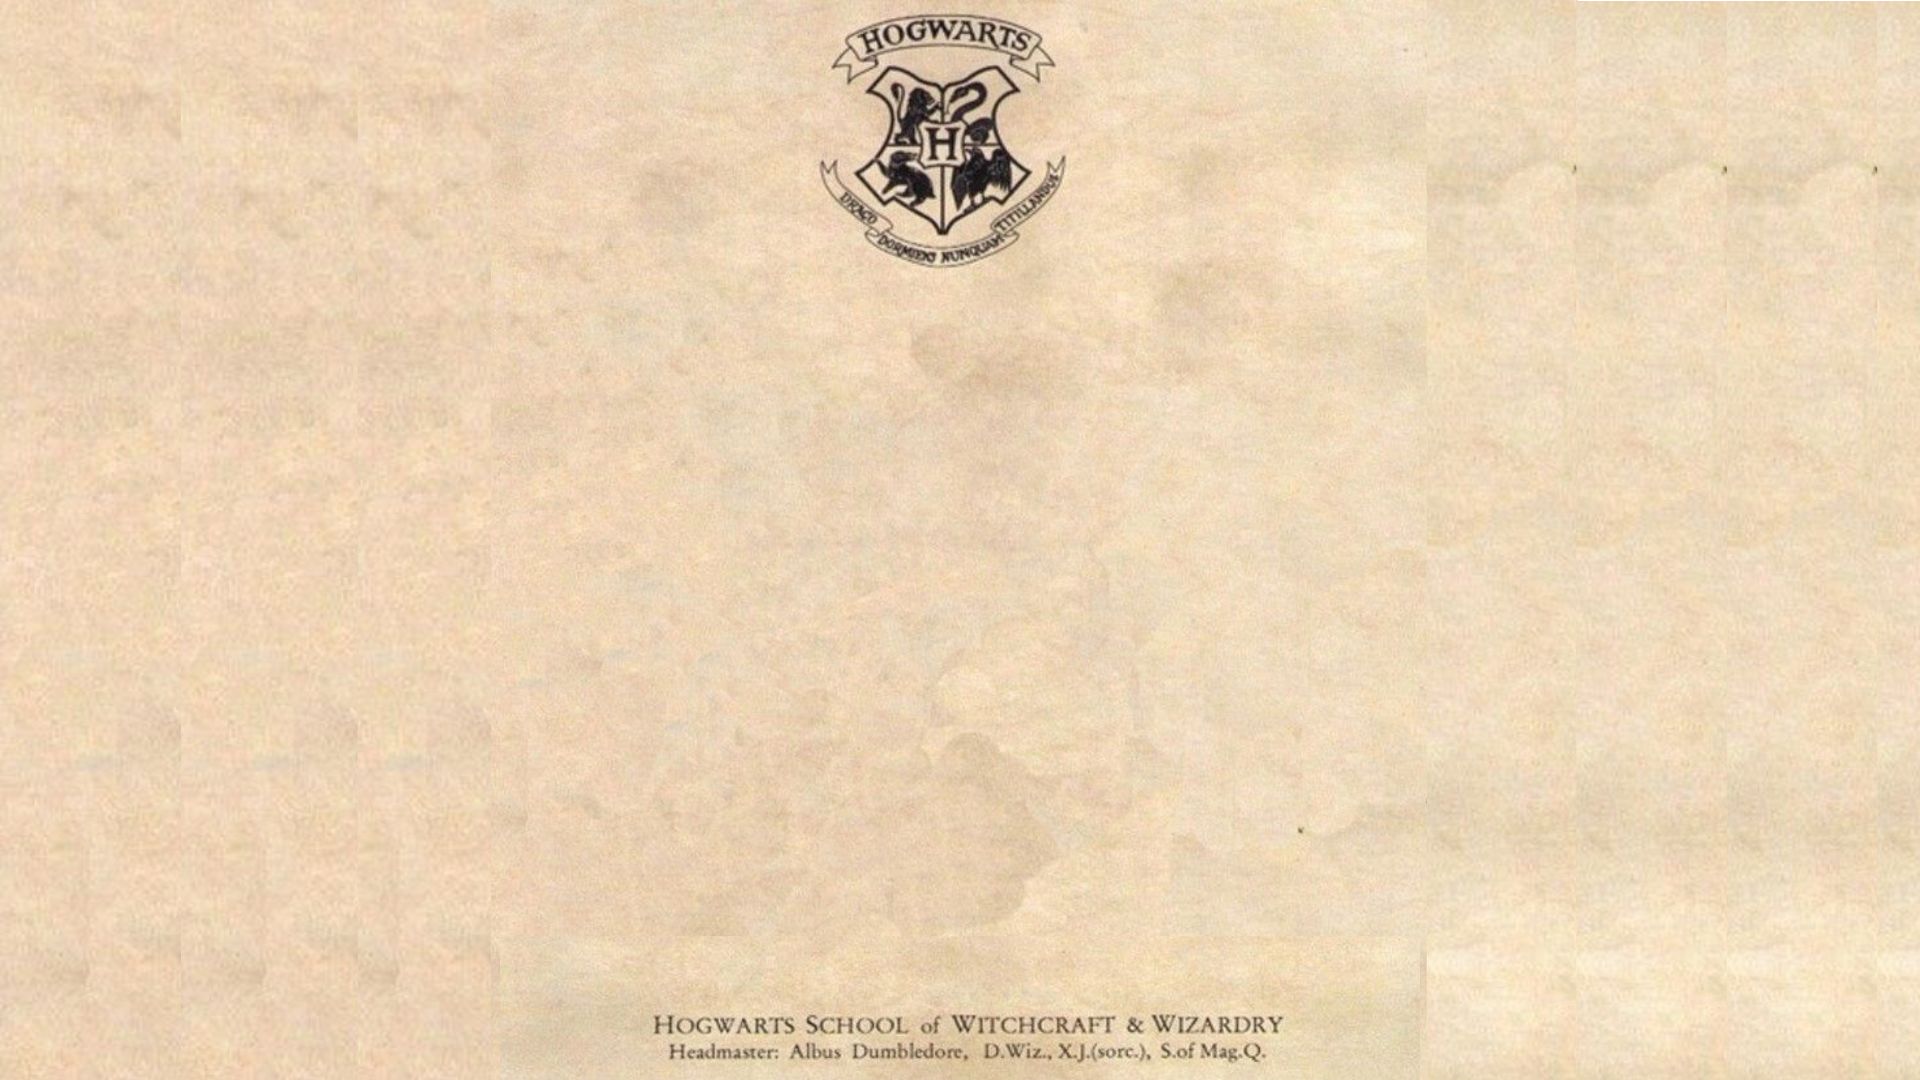 HOGWARTS
H
DRACO DORMIENS NUNQUAM TITILLANDUS
HOGWARTS SCHOOL of WITCHCRAFT & WIZARDRY
Headmaster: Albus Dumbledore, D.Wiz., X.J.(sorc.), S.of Mag.Q.